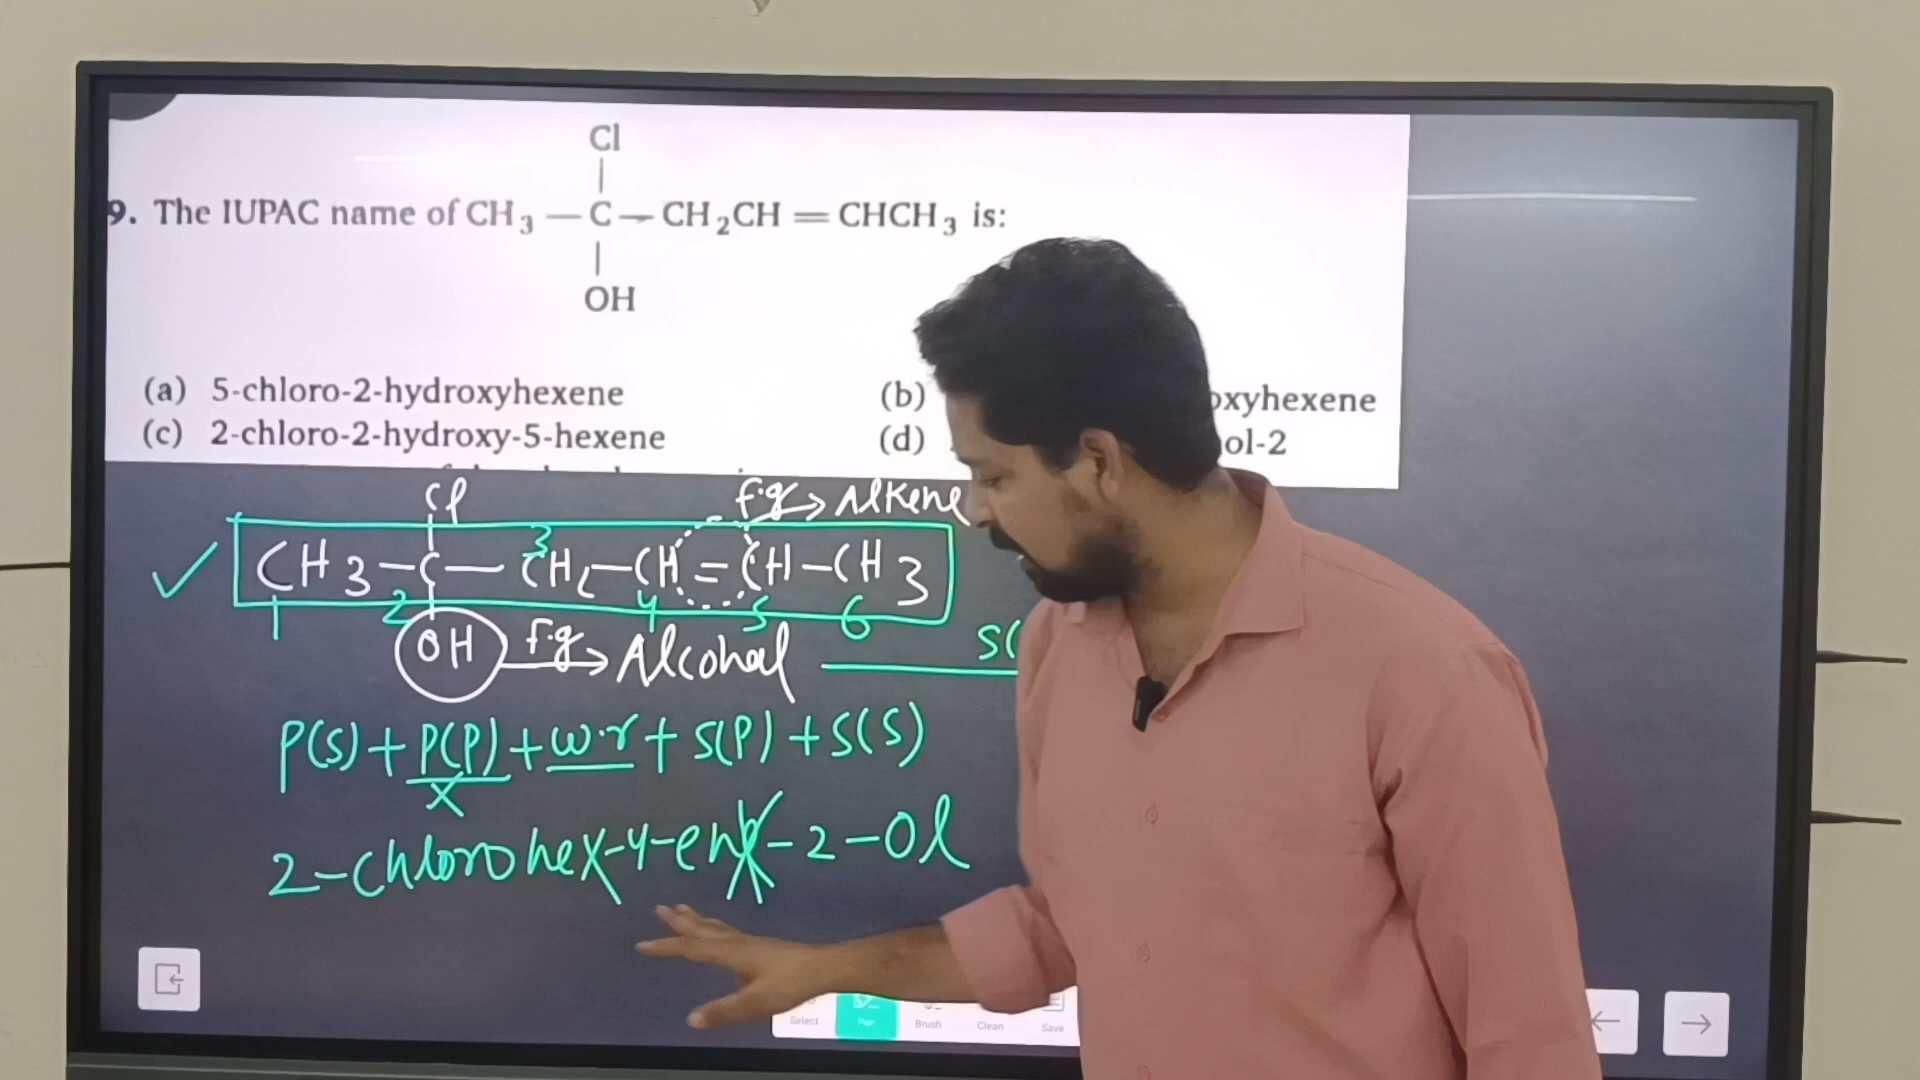 Cl
9. The IUPAC name of CH3 — C — CH2CH = CHCH3 is:
OH
(a) 5-chloro-2-hydroxyhexene
(b) oxyhexene
(c) 2-chloro-2-hydroxy-5-hexene
(d) ol-2
Cl
f.g → Alkene
CH3 – C – CH2 – CH = CH – CH3
1 2 3 4 5 6
OH f.g → Alcohal
P(S) + P(P) + w.r + S(P) + S(S)
X
2-chlorohex-4-ene-2-ol
Select Pen Brush Clean Save